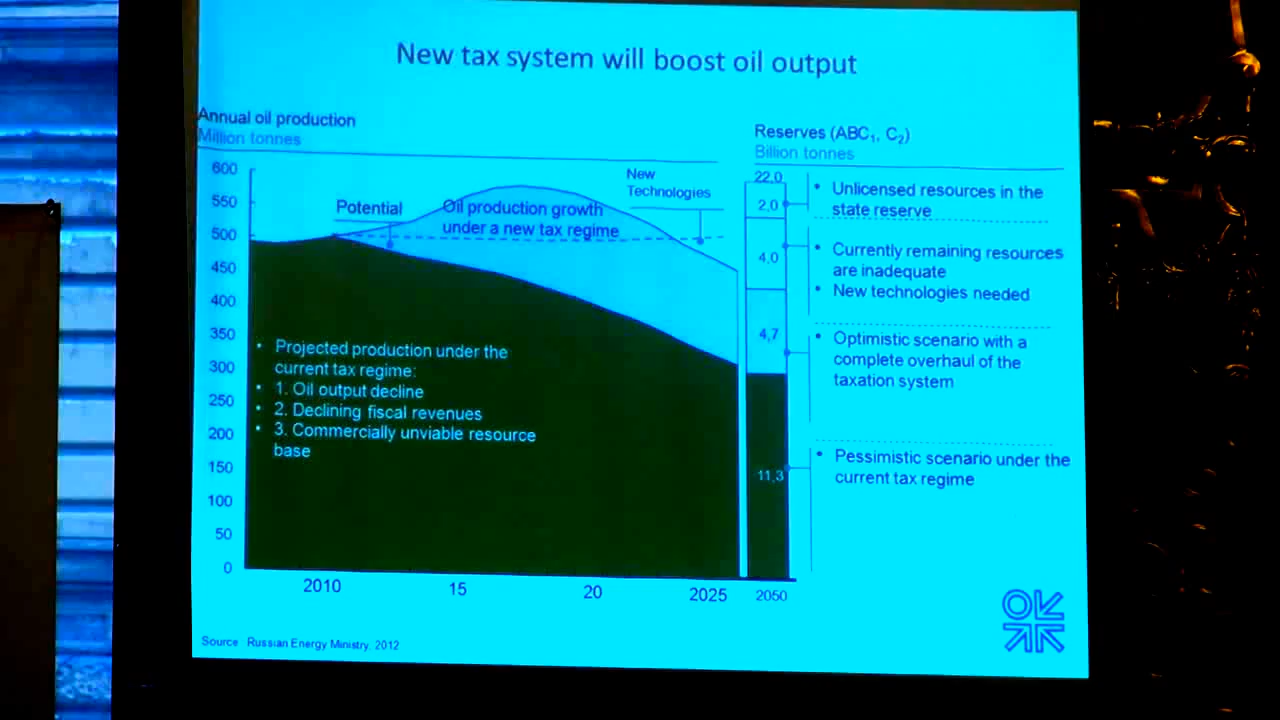 New tax system will boost oil output
Annual oil production
Million tonnes
600
550
500
450
400
350
300
250
200
150
100
50
0
Potential
Oil production growth
under a new tax regime
New
Technologies
• Projected production under the
current tax regime:
• 1. Oil output decline
• 2. Declining fiscal revenues
• 3. Commercially unviable resource
base
2010
15
20
2025
2050
Reserves (ABC₁, C₂)
Billion tonnes
22,0
2,0
4,0
4,7
11,3
• Unlicensed resources in the
state reserve
• Currently remaining resources
are inadequate
• New technologies needed
• Optimistic scenario with a
complete overhaul of the
taxation system
• Pessimistic scenario under the
current tax regime
Source Russian Energy Ministry, 2012